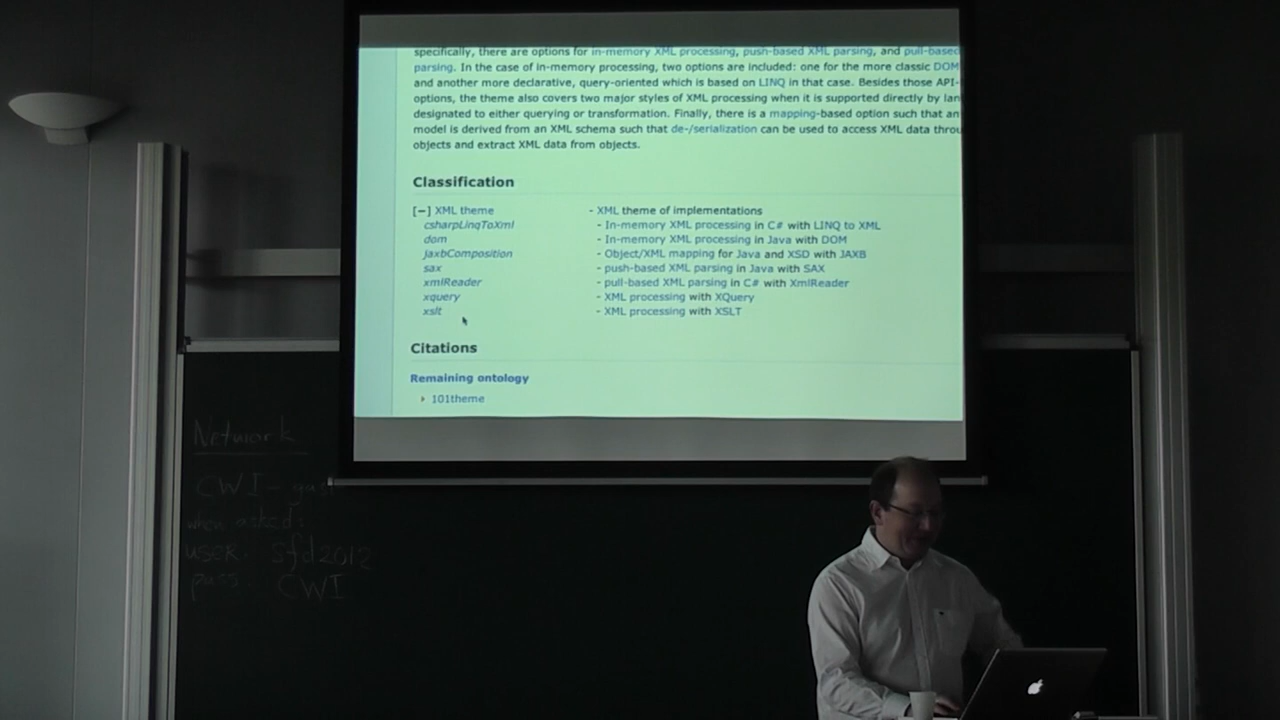 specifically, there are options for in-memory XML processing, push-based XML parsing, and pull-based
parsing. In the case of in-memory processing, two options are included: one for the more classic DOM
and another more declarative, query-oriented which is based on LINQ in that case. Besides those API-
options, the theme also covers two major styles of XML processing when it is supported directly by lan
designated to either querying or transformation. Finally, there is a mapping-based option such that an
model is derived from an XML schema such that de-/serialization can be used to access XML data throu
objects and extract XML data from objects.
Classification
[−] XML theme - XML theme of implementations
csharpLinqToXml - In-memory XML processing in C# with LINQ to XML
dom - In-memory XML processing in Java with DOM
jaxbComposition - Object/XML mapping for Java and XSD with JAXB
sax - push-based XML parsing in Java with SAX
xmlReader - pull-based XML parsing in C# with XmlReader
xquery - XML processing with XQuery
xslt - XML processing with XSLT
Citations
Remaining ontology
101theme
Network
CWI-
when asked:
user: sfd2012
pass: CWI